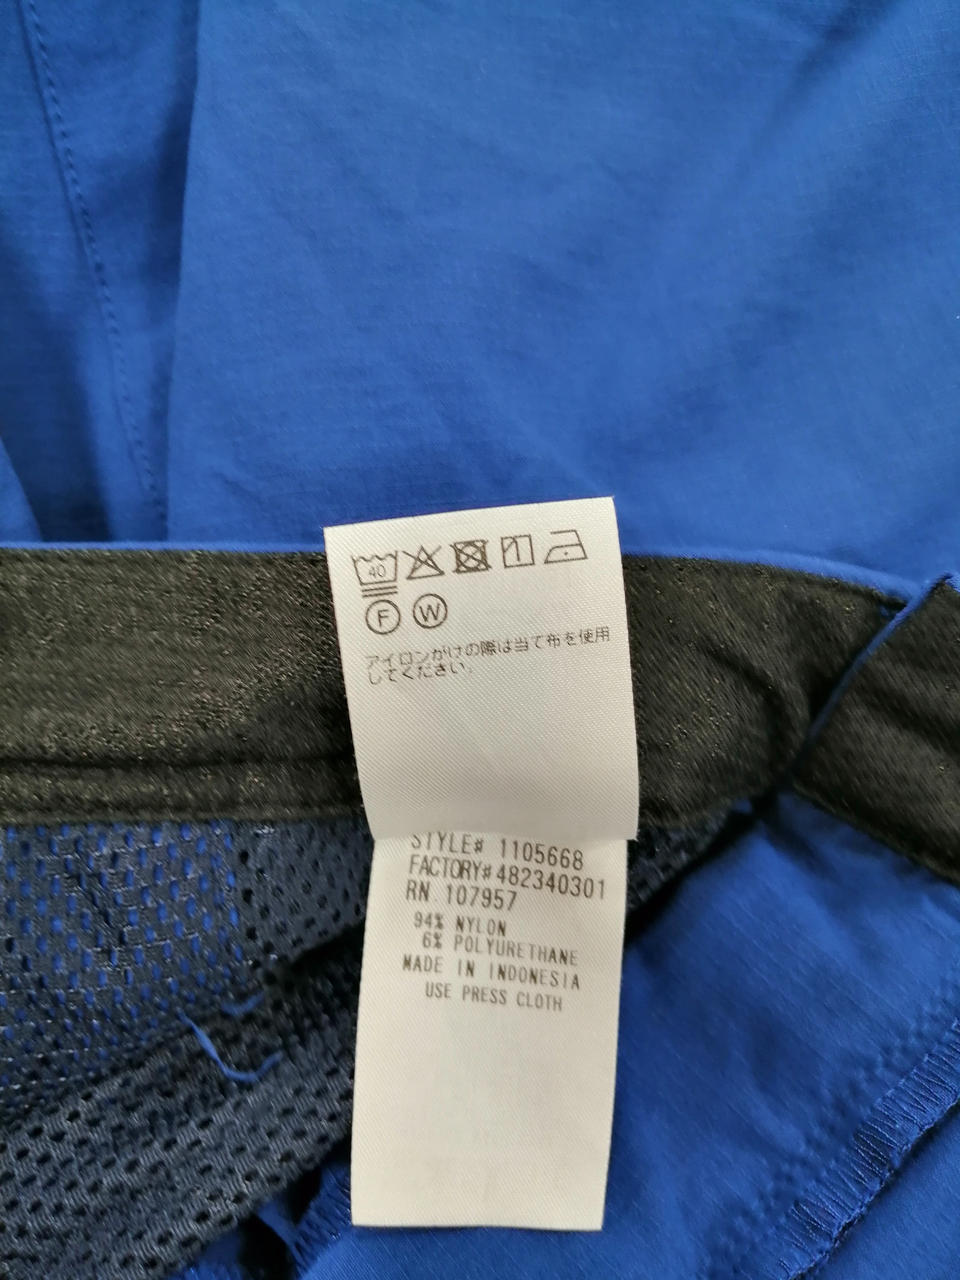 40
F W
アイロンがけの際は当て布を使用
してください。
STYLE# 1105668
FACTORY#482340301
RN 107957
94% NYLON
6% POLYURETHANE
MADE IN INDONESIA
USE PRESS CLOTH